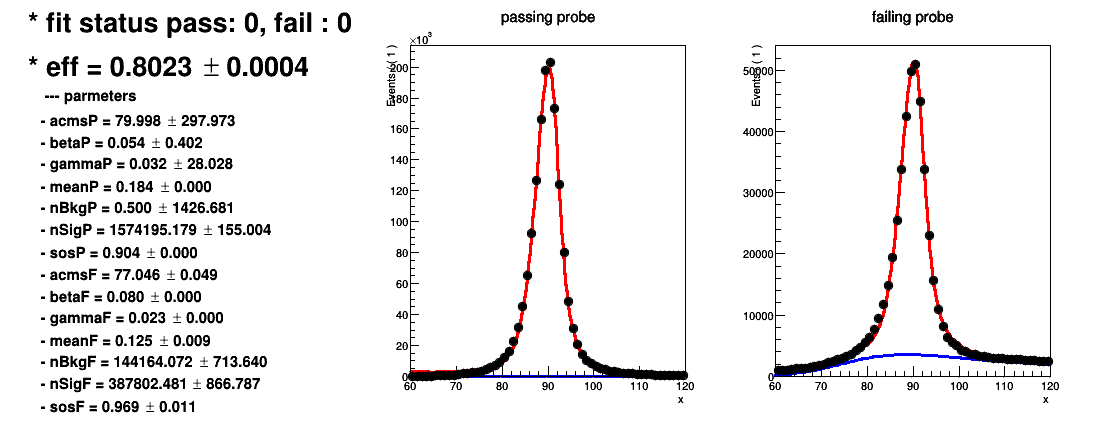 * fit status pass: 0, fail : 0
* eff = 0.8023 ± 0.0004
--- parmeters
- acmsP = 79.998 ± 297.973
- betaP = 0.054 ± 0.402
- gammaP = 0.032 ± 28.028
- meanP = 0.184 ± 0.000
- nBkgP = 0.500 ± 1426.681
- nSigP = 1574195.179 ± 155.004
- sosP = 0.904 ± 0.000
- acmsF = 77.046 ± 0.049
- betaF = 0.080 ± 0.000
- gammaF = 0.023 ± 0.000
- meanF = 0.125 ± 0.009
- nBkgF = 144164.072 ± 713.640
- nSigF = 387802.481 ± 866.787
- sosF = 0.969 ± 0.011
passing probe
×10³
Events / ( 1 )
200
180
160
140
120
100
80
60
40
20
0
60 70 80 90 100 110 120
x
failing probe
Events / ( 1 )
50000
40000
30000
20000
10000
0
60 70 80 90 100 110 120
x